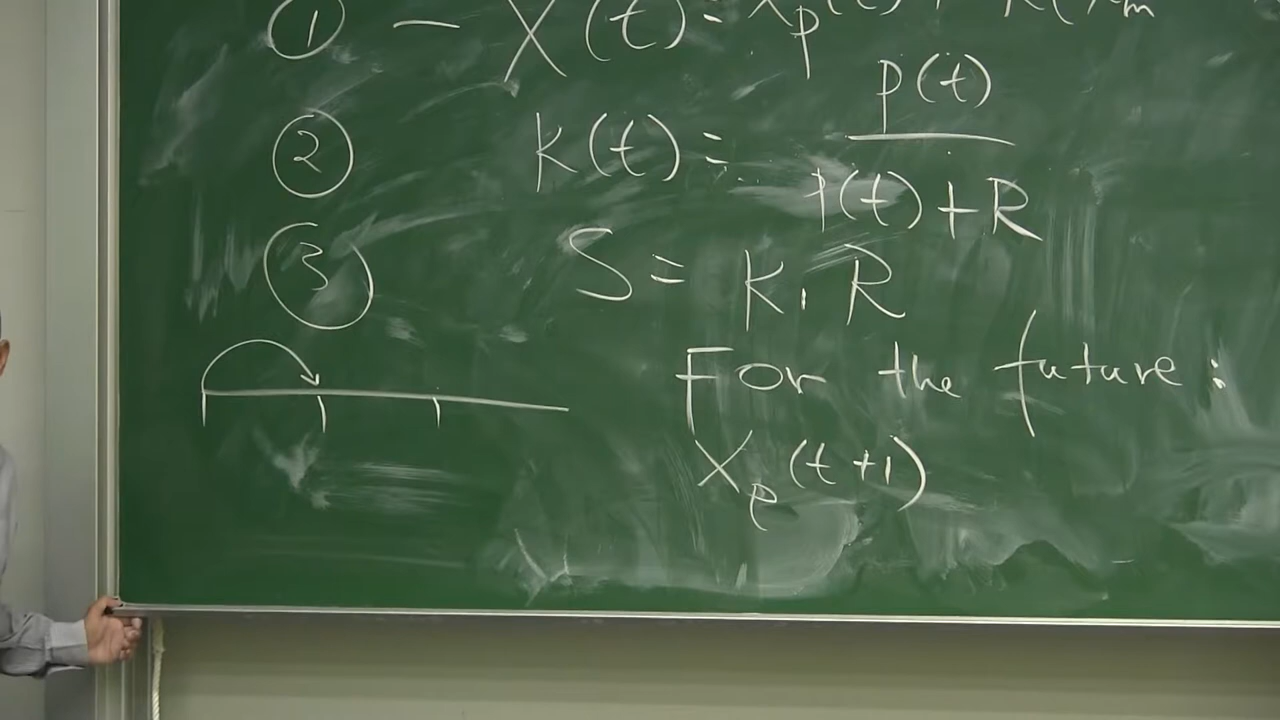 ① — X(t) = Xp(t) +
② K(t) = P(t) / P(t) + R
③ S = K . R
For the future :
Xp(t+1)